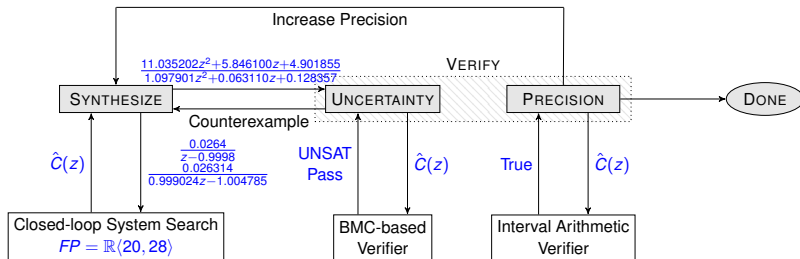 Increase Precision
11.035202z²+5.846100z+4.901855
1.097901z²+0.063110z+0.128357
VERIFY
SYNTHESIZE
UNCERTAINTY
PRECISION
DONE
Counterexample
Ĉ(z)
0.0264
z−0.9998
0.026314
0.999024z−1.004785
UNSAT
Pass
Ĉ(z)
True
Ĉ(z)
Closed-loop System Search
FP = ℝ⟨20, 28⟩
BMC-based
Verifier
Interval Arithmetic
Verifier